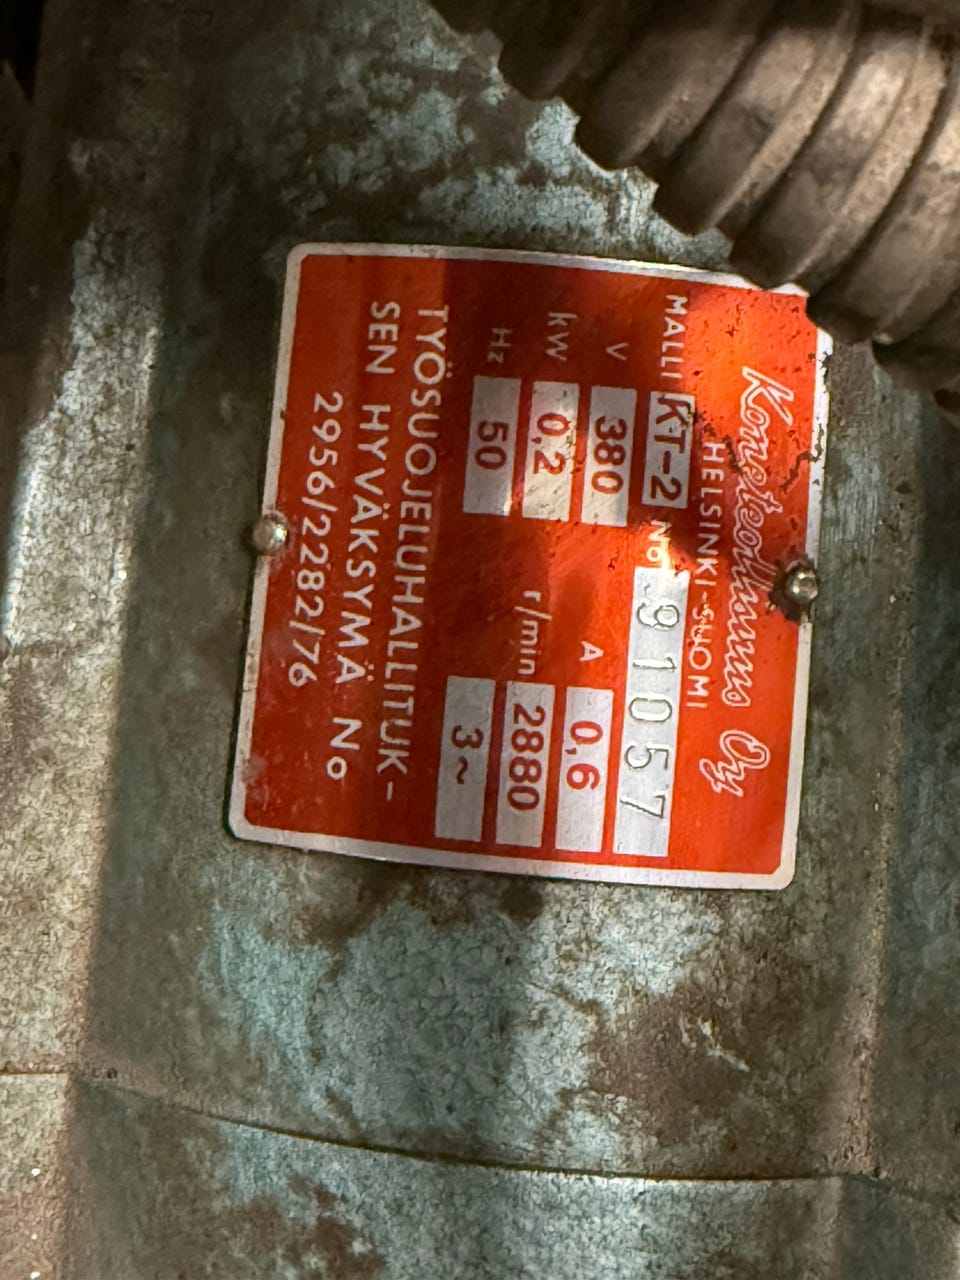 Koneteollisuus Oy
HELSINKI-SUOMI
MALLI KT-2 No 91057
V 380 A 0,6
kW 0,2 r/min 2880
Hz 50 3~
TYÖSUOJELUHALLITUK-
SEN HYVÄKSYMÄ No
2956/2282/76